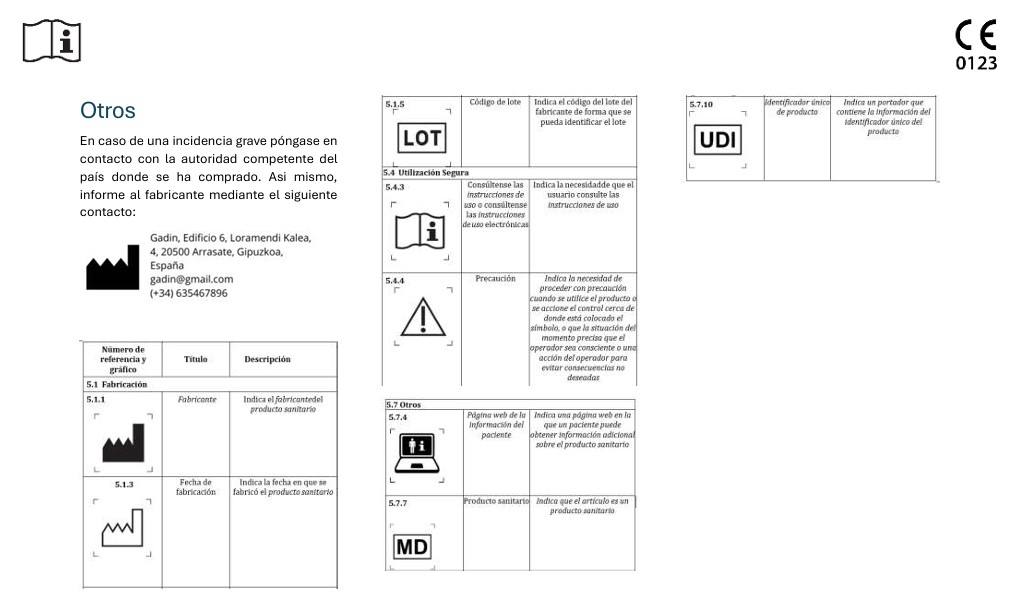 CE
0123
Otros
En caso de una incidencia grave póngase en
contacto con la autoridad competente del
país donde se ha comprado. Asi mismo,
informe al fabricante mediante el siguiente
contacto:
Gadin, Edificio 6, Loramendi Kalea,
4, 20500 Arrasate, Gipuzkoa,
España
gadin@gmail.com
(+34) 635467896
Número de
referencia y
gráfico
Título
Descripción
5.1 Fabricación
5.1.1
Fabricante
Indica el fabricantedel
producto sanitario
5.1.3
Fecha de
fabricación
Indica la fecha en que se
fabricó el producto sanitario
5.1.5
LOT
Código de lote
Indica el código del lote del
fabricante de forma que se
pueda identificar el lote
5.4 Utilización Segura
5.4.3
Consúltense las
instrucciones de
uso o consúltense
las instrucciones
de uso electrónicas
Indica la necesidadde que el
usuario consulte las
instrucciones de uso
5.4.4
Precaución
Indica la necesidad de
proceder con precaución
cuando se utilice el producto o
se accione el control cerca de
donde está colocado el
símbolo, o que la situación del
momento precisa que el
operador sea consciente o una
acción del operador para
evitar consecuencias no
deseadas
5.7 Otros
5.7.4
Página web de la
información del
paciente
Indica una página web en la
que un paciente puede
obtener información adicional
sobre el producto sanitario
5.7.7
MD
Producto sanitario
Indica que el artículo es un
producto sanitario
5.7.10
UDI
Identificador único
de producto
Indica un portador que
contiene la información del
identificador único del
producto